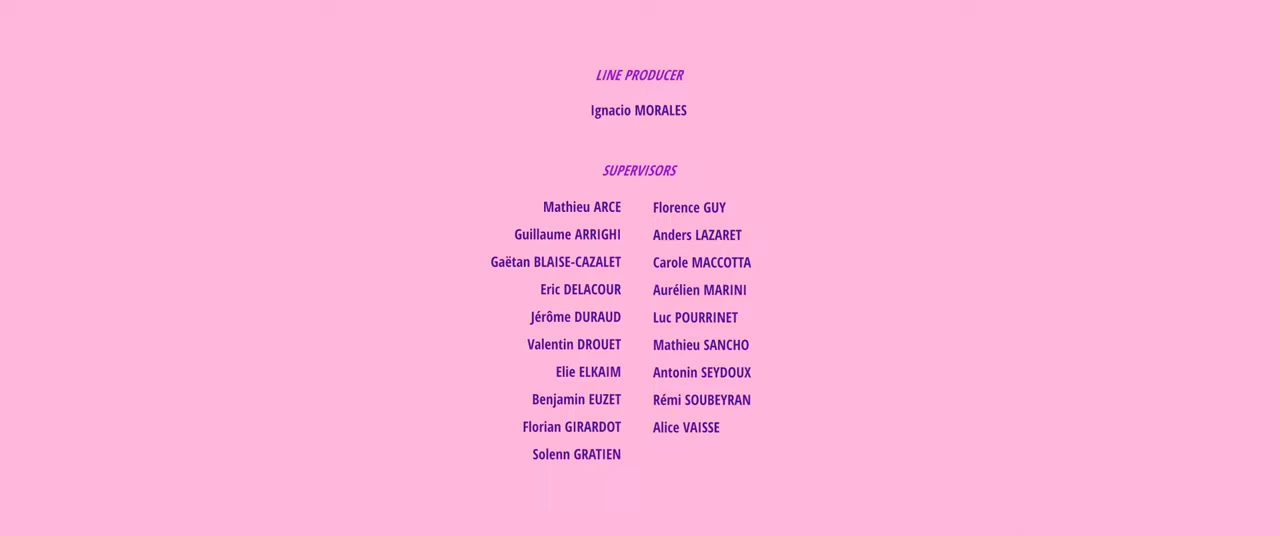 LINE PRODUCER
Ignacio MORALES
SUPERVISORS
Mathieu ARCE
Guillaume ARRIGHI
Gaëtan BLAISE-CAZALET
Eric DELACOUR
Jérôme DURAUD
Valentin DROUET
Elie ELKAIM
Benjamin EUZET
Florian GIRARDOT
Solenn GRATIEN
Florence GUY
Anders LAZARET
Carole MACCOTTA
Aurélien MARINI
Luc POURRINET
Mathieu SANCHO
Antonin SEYDOUX
Rémi SOUBEYRAN
Alice VAISSE